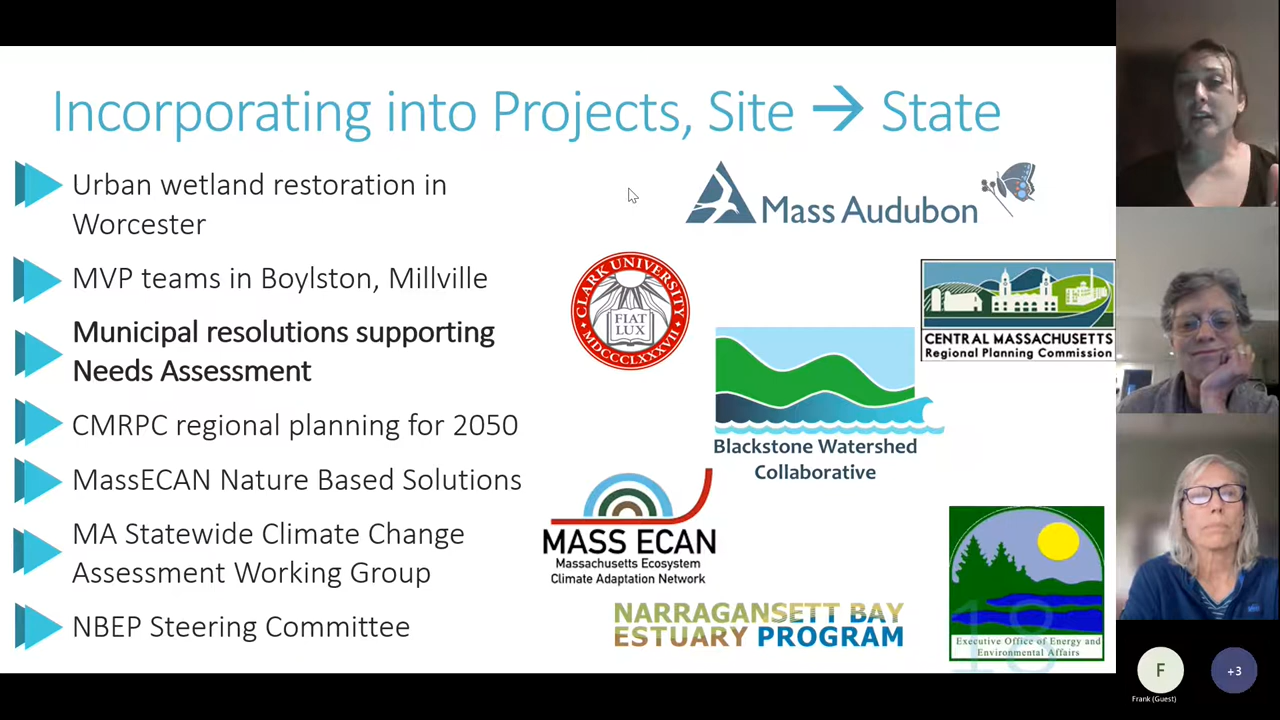 Incorporating into Projects, Site → State
Urban wetland restoration in
Worcester
MVP teams in Boylston, Millville
Municipal resolutions supporting
Needs Assessment
CMRPC regional planning for 2050
MassECAN Nature Based Solutions
MA Statewide Climate Change
Assessment Working Group
NBEP Steering Committee
Mass Audubon
CLARK UNIVERSITY
FIAT
LUX
MDCCCLXXXVII
CENTRAL MASSACHUSETTS
Regional Planning Commission
Blackstone Watershed
Collaborative
MASS ECAN
Massachusetts Ecosystem
Climate Adaptation Network
NARRAGANSETT BAY
ESTUARY PROGRAM
18
Executive Office of Energy and
Environmental Affairs
F
+3
Frank (Guest)